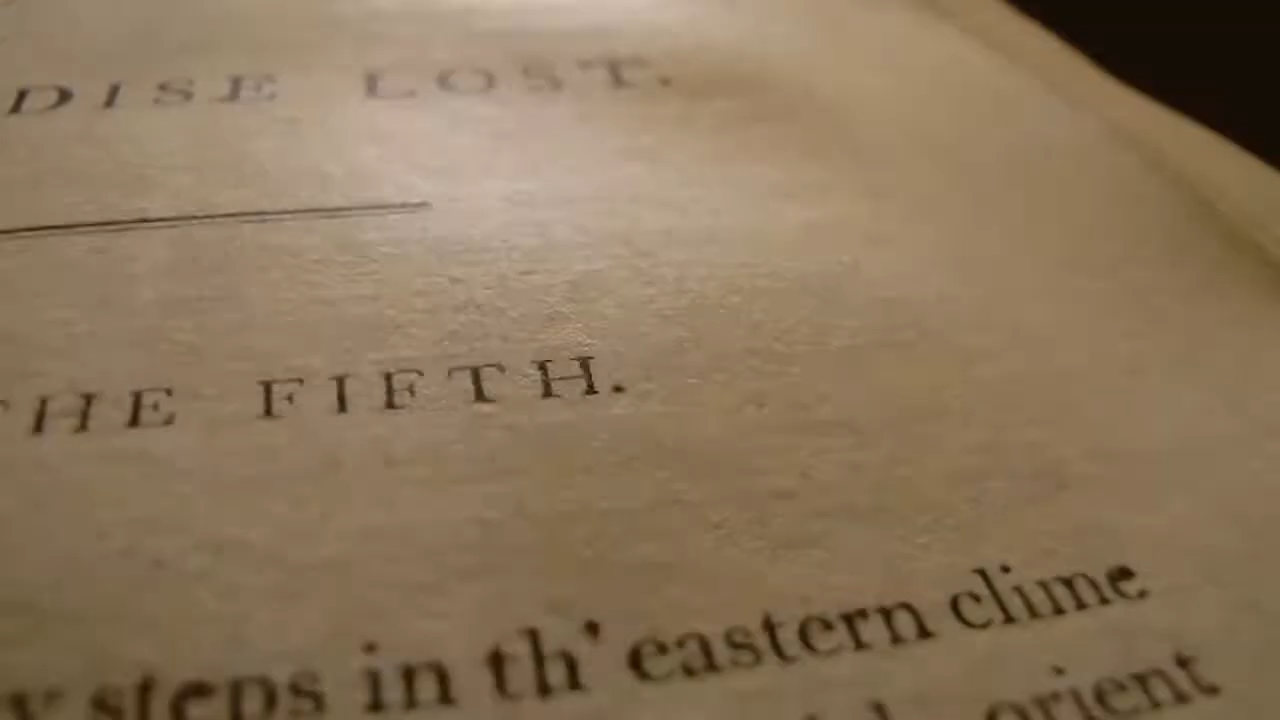 DISE LOST.
HE FIFTH.
y steps in th' eastern clime
orient